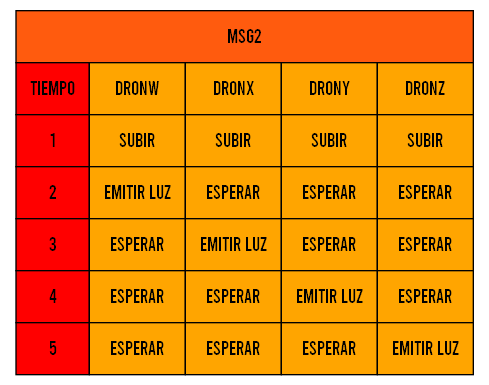 MSG2
TIEMPO DRONW DRONX DRONY DRONZ
1 SUBIR SUBIR SUBIR SUBIR
2 EMITIR LUZ ESPERAR ESPERAR ESPERAR
3 ESPERAR EMITIR LUZ ESPERAR ESPERAR
4 ESPERAR ESPERAR EMITIR LUZ ESPERAR
5 ESPERAR ESPERAR ESPERAR EMITIR LUZ